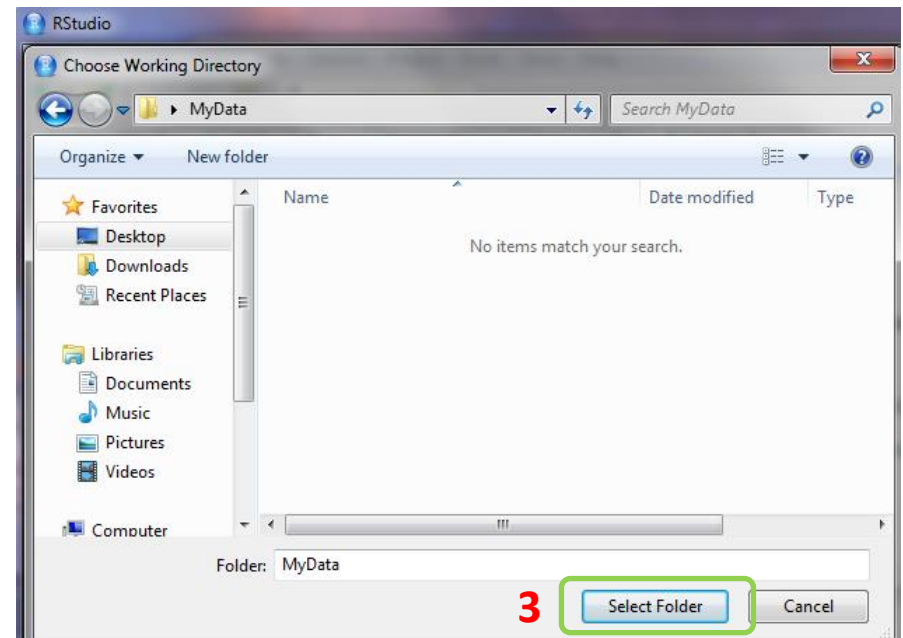 RStudio
Choose Working Directory
MyData
Search MyData
Organize
New folder
Name
Date modified
Type
Favorites
Desktop
No items match your search.
Downloads
Recent Places
Libraries
Documents
Music
Pictures
Videos
Computer
Folder: MyData
3 Select Folder Cancel